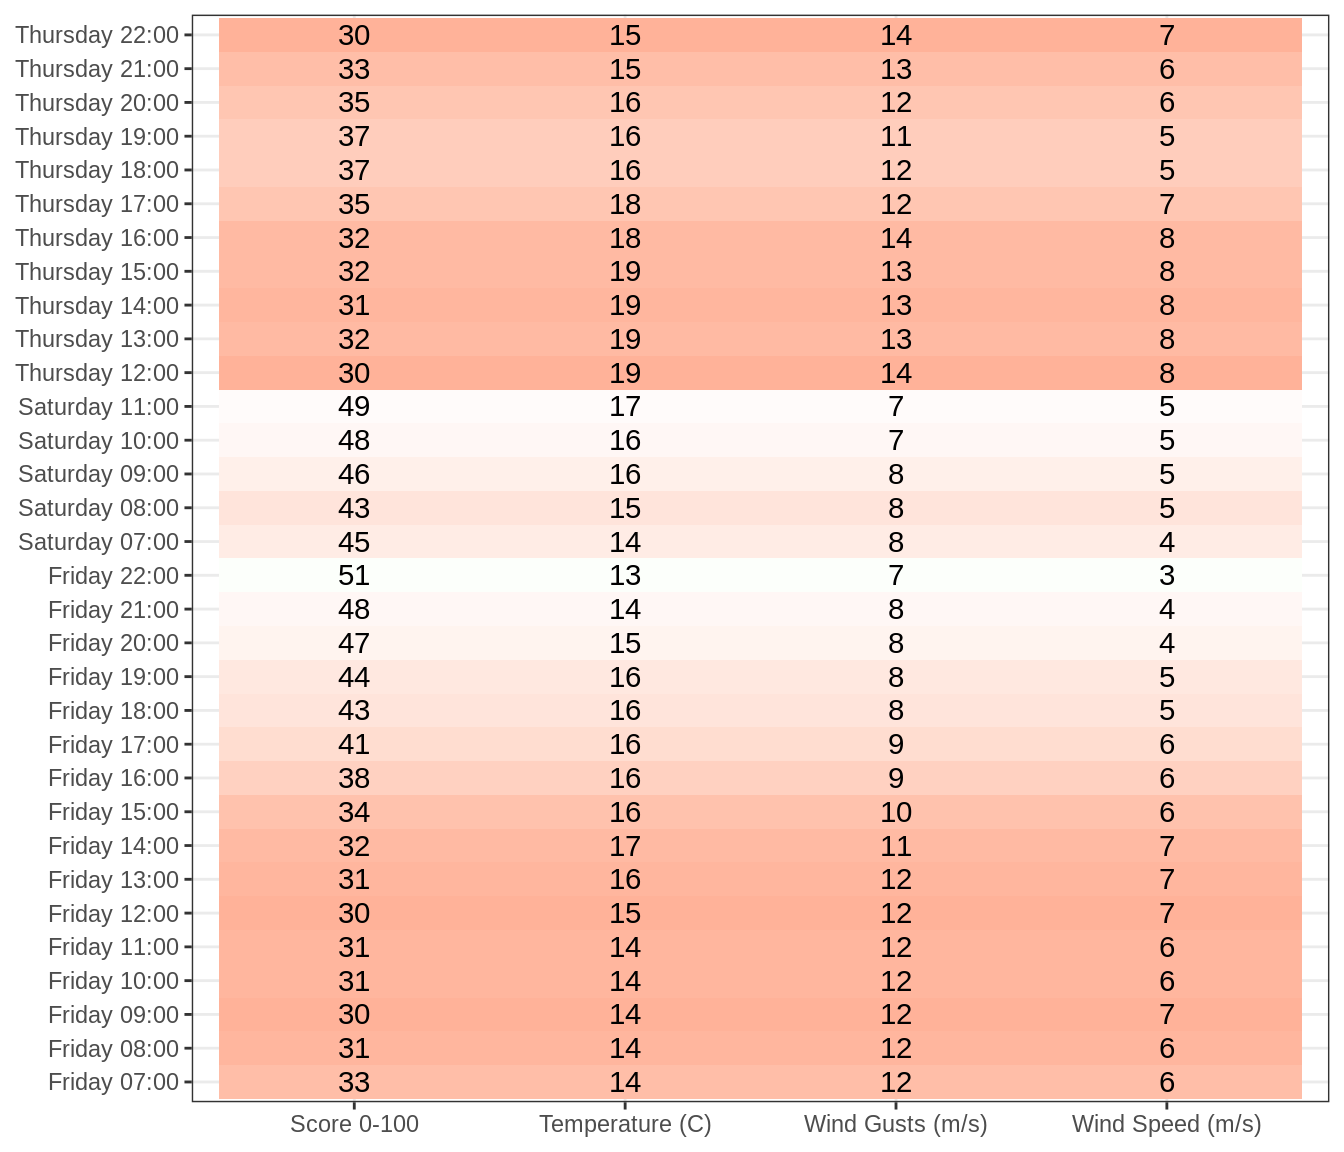 Thursday 22:00 30 15 14 7
Thursday 21:00 33 15 13 6
Thursday 20:00 35 16 12 6
Thursday 19:00 37 16 11 5
Thursday 18:00 37 16 12 5
Thursday 17:00 35 18 12 7
Thursday 16:00 32 18 14 8
Thursday 15:00 32 19 13 8
Thursday 14:00 31 19 13 8
Thursday 13:00 32 19 13 8
Thursday 12:00 30 19 14 8
Saturday 11:00 49 17 7 5
Saturday 10:00 48 16 7 5
Saturday 09:00 46 16 8 5
Saturday 08:00 43 15 8 5
Saturday 07:00 45 14 8 4
Friday 22:00 51 13 7 3
Friday 21:00 48 14 8 4
Friday 20:00 47 15 8 4
Friday 19:00 44 16 8 5
Friday 18:00 43 16 8 5
Friday 17:00 41 16 9 6
Friday 16:00 38 16 9 6
Friday 15:00 34 16 10 6
Friday 14:00 32 17 11 7
Friday 13:00 31 16 12 7
Friday 12:00 30 15 12 7
Friday 11:00 31 14 12 6
Friday 10:00 31 14 12 6
Friday 09:00 30 14 12 7
Friday 08:00 31 14 12 6
Friday 07:00 33 14 12 6
Score 0-100 Temperature (C) Wind Gusts (m/s) Wind Speed (m/s)